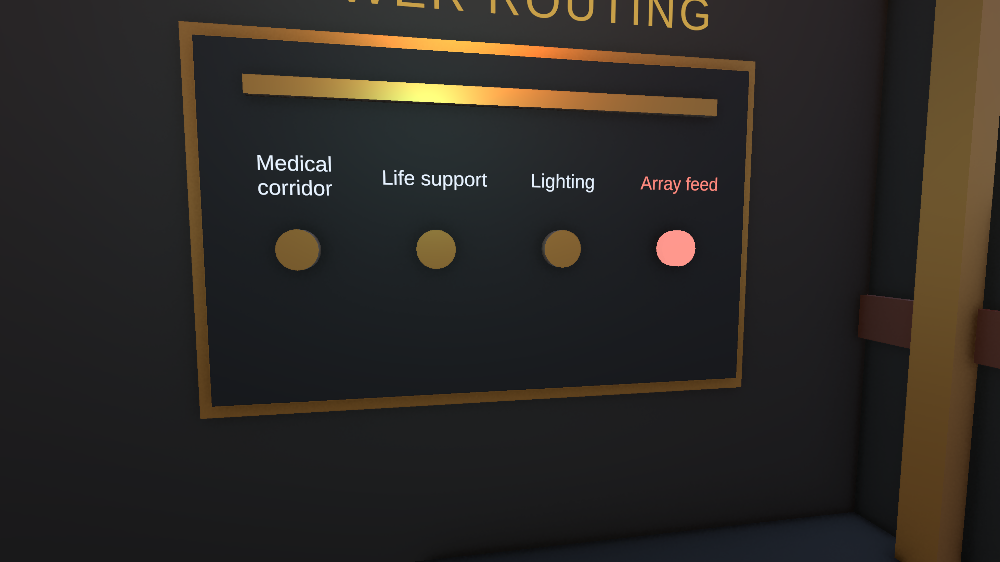 ROUTING
Medical
corridor
Life support
Lighting
Array feed